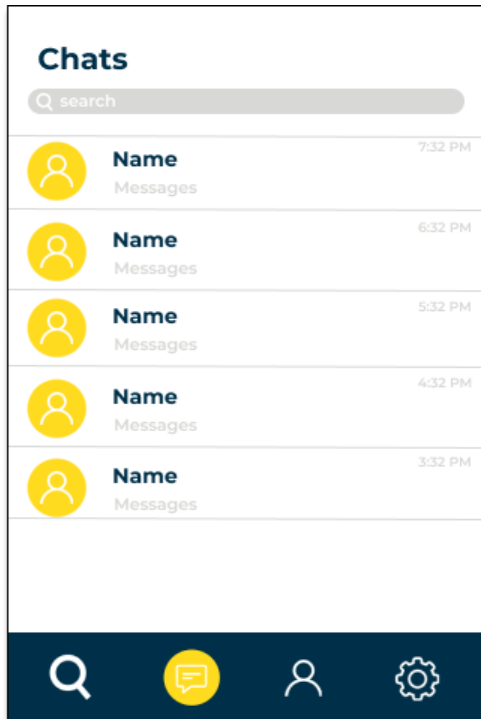 Chats
search
Name
7:32 PM
Messages
Name
6:32 PM
Messages
Name
5:32 PM
Messages
Name
4:32 PM
Messages
Name
3:32 PM
Messages